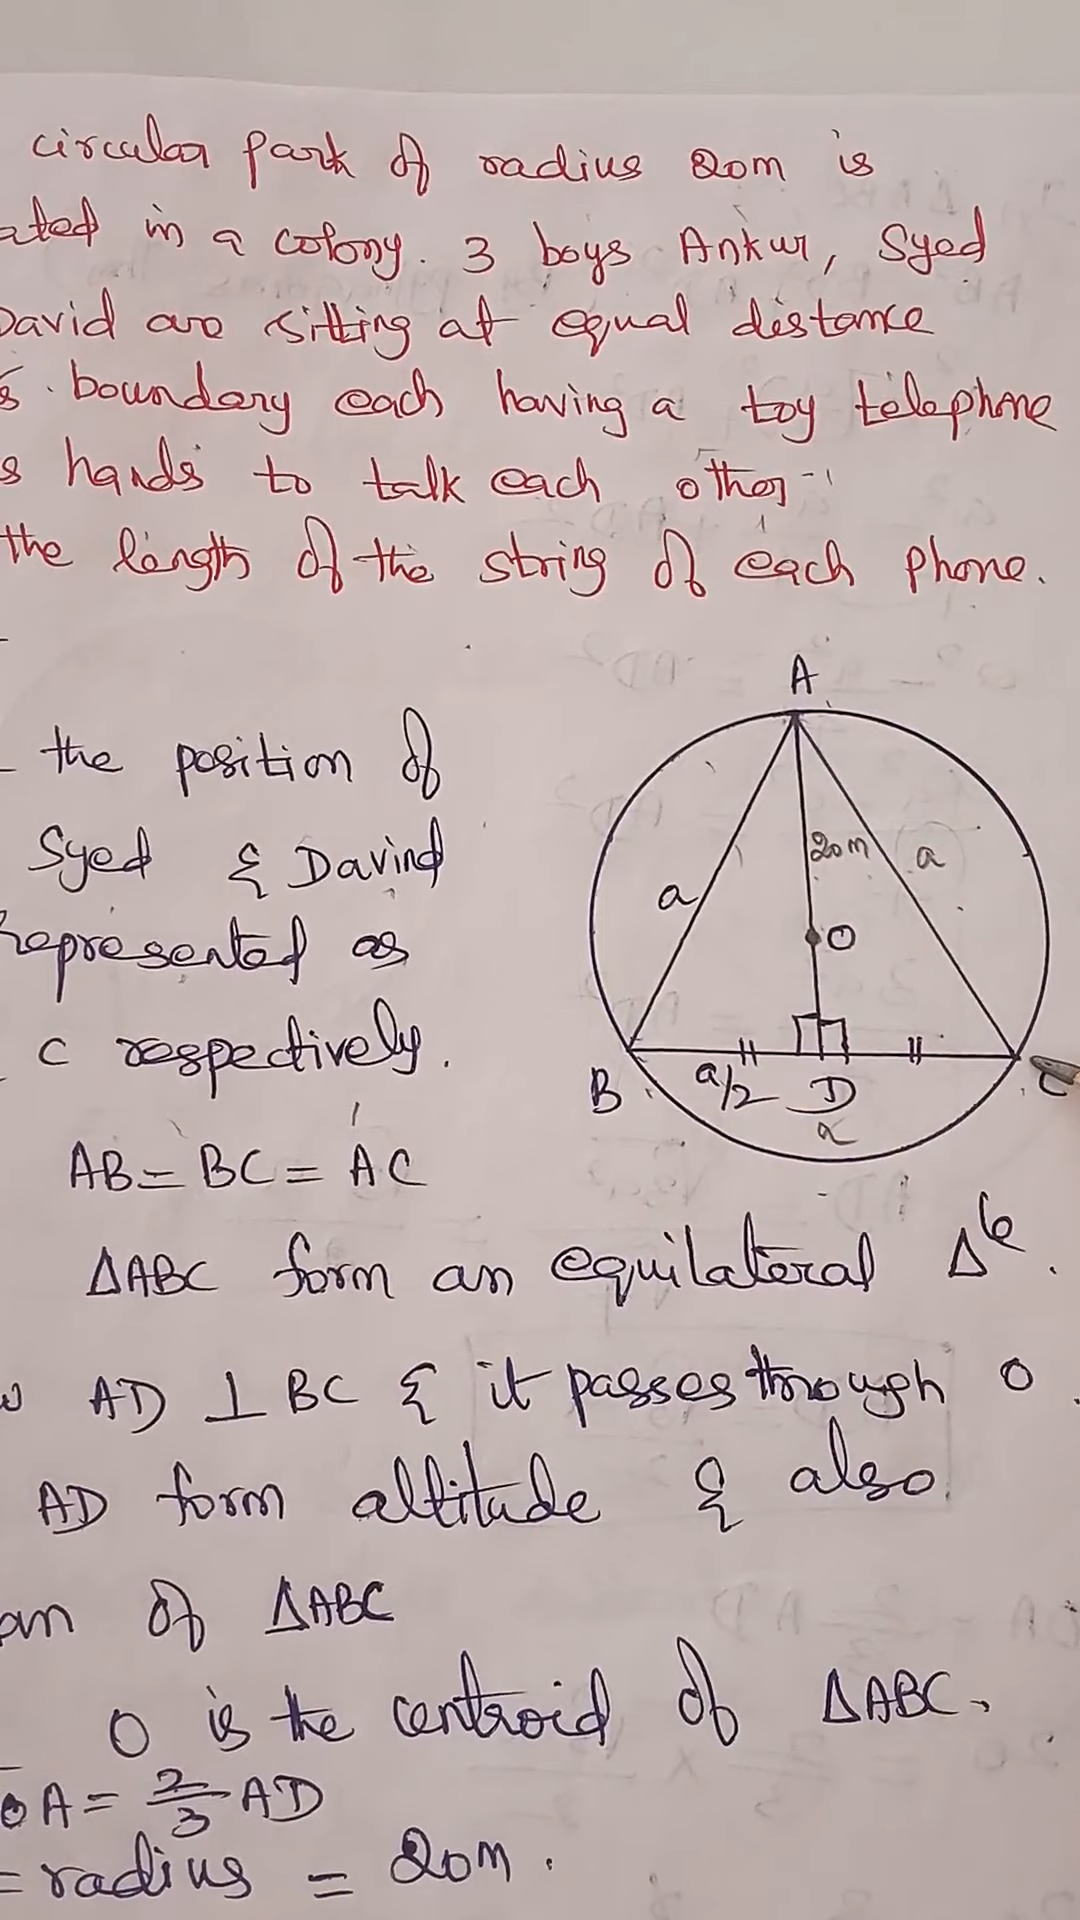 circular park of radius 20m is
ated in a colony. 3 boys Ankur, Syed
David are sitting at equal distance
s boundary each having a toy telephone
s hands to talk each other
the length of the string of each phone.
A
the position of
Syed & Davind
20m
a
a
represented as
O
C respectively.
B
a/2
D
C
x
AB = BC = AC
ΔABC form an equilateral Δle.
w AD ⊥ BC & it passes through O.
AD form altitude & also
an of ΔABC
O is the centroid of ΔABC.
OA = 2/3 AD
= radius = 20m.